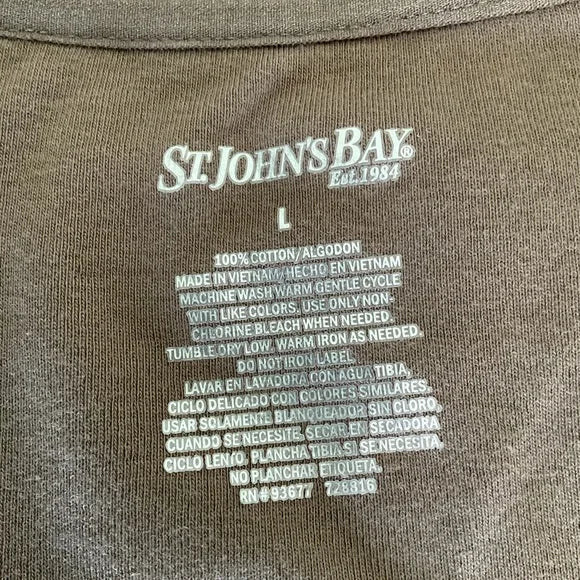 ST. JOHN'S BAY®
Est. 1984
L
100% COTTON/ALGODON
MADE IN VIETNAM/HECHO EN VIETNAM
MACHINE WASH WARM GENTLE CYCLE
WITH LIKE COLORS. USE ONLY NON-
CHLORINE BLEACH WHEN NEEDED.
TUMBLE DRY LOW. WARM IRON AS NEEDED.
DO NOT IRON LABEL
LAVAR EN LAVADORA CON AGUA TIBIA,
CICLO DELICADO CON COLORES SIMILARES.
USAR SOLAMENTE BLANQUEADOR SIN CLORO,
CUANDO SE NECESITE. SECAR EN SECADORA
CICLO LENTO. PLANCHA TIBIA SI SE NECESITA.
NO PLANCHAR ETIQUETA.
RN# 93677 728816